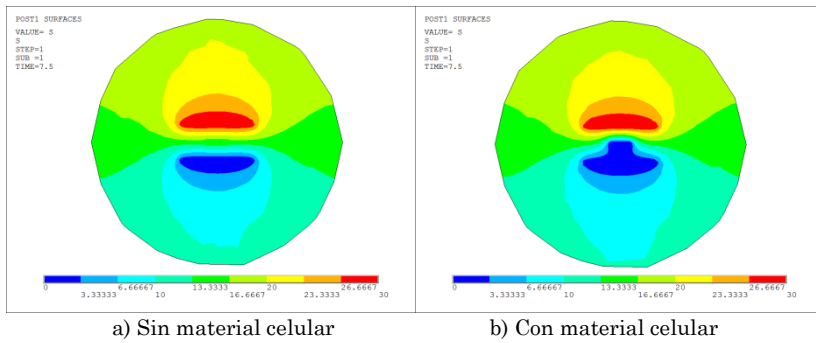 POST1 SURFACES
VALUE= S
S
STEP=1
SUB =1
TIME=7.5
0 6.66667 13.3333 20 26.6667
3.33333 10 16.6667 23.3333 30
a) Sin material celular
POST1 SURFACES
VALUE= S
S
STEP=1
SUB =1
TIME=7.5
0 6.66667 13.3333 20 26.6667
3.33333 10 16.6667 23.3333 30
b) Con material celular